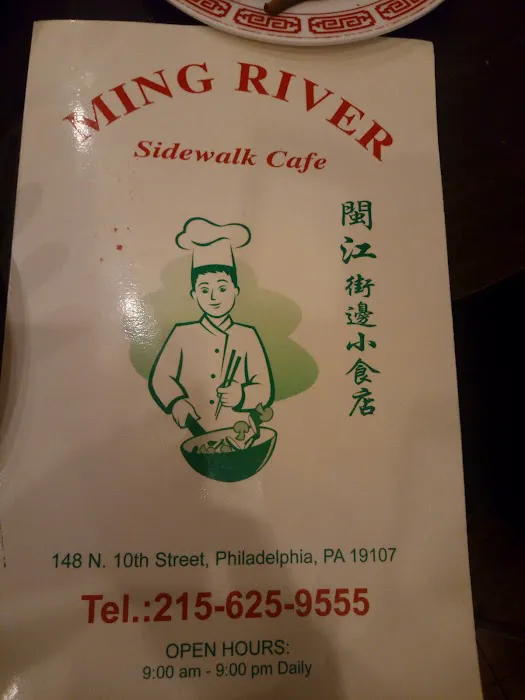 MING RIVER
Sidewalk Cafe
閩江街邊小食店
148 N. 10th Street, Philadelphia, PA 19107
Tel.:215-625-9555
OPEN HOURS:
9:00 am - 9:00 pm Daily